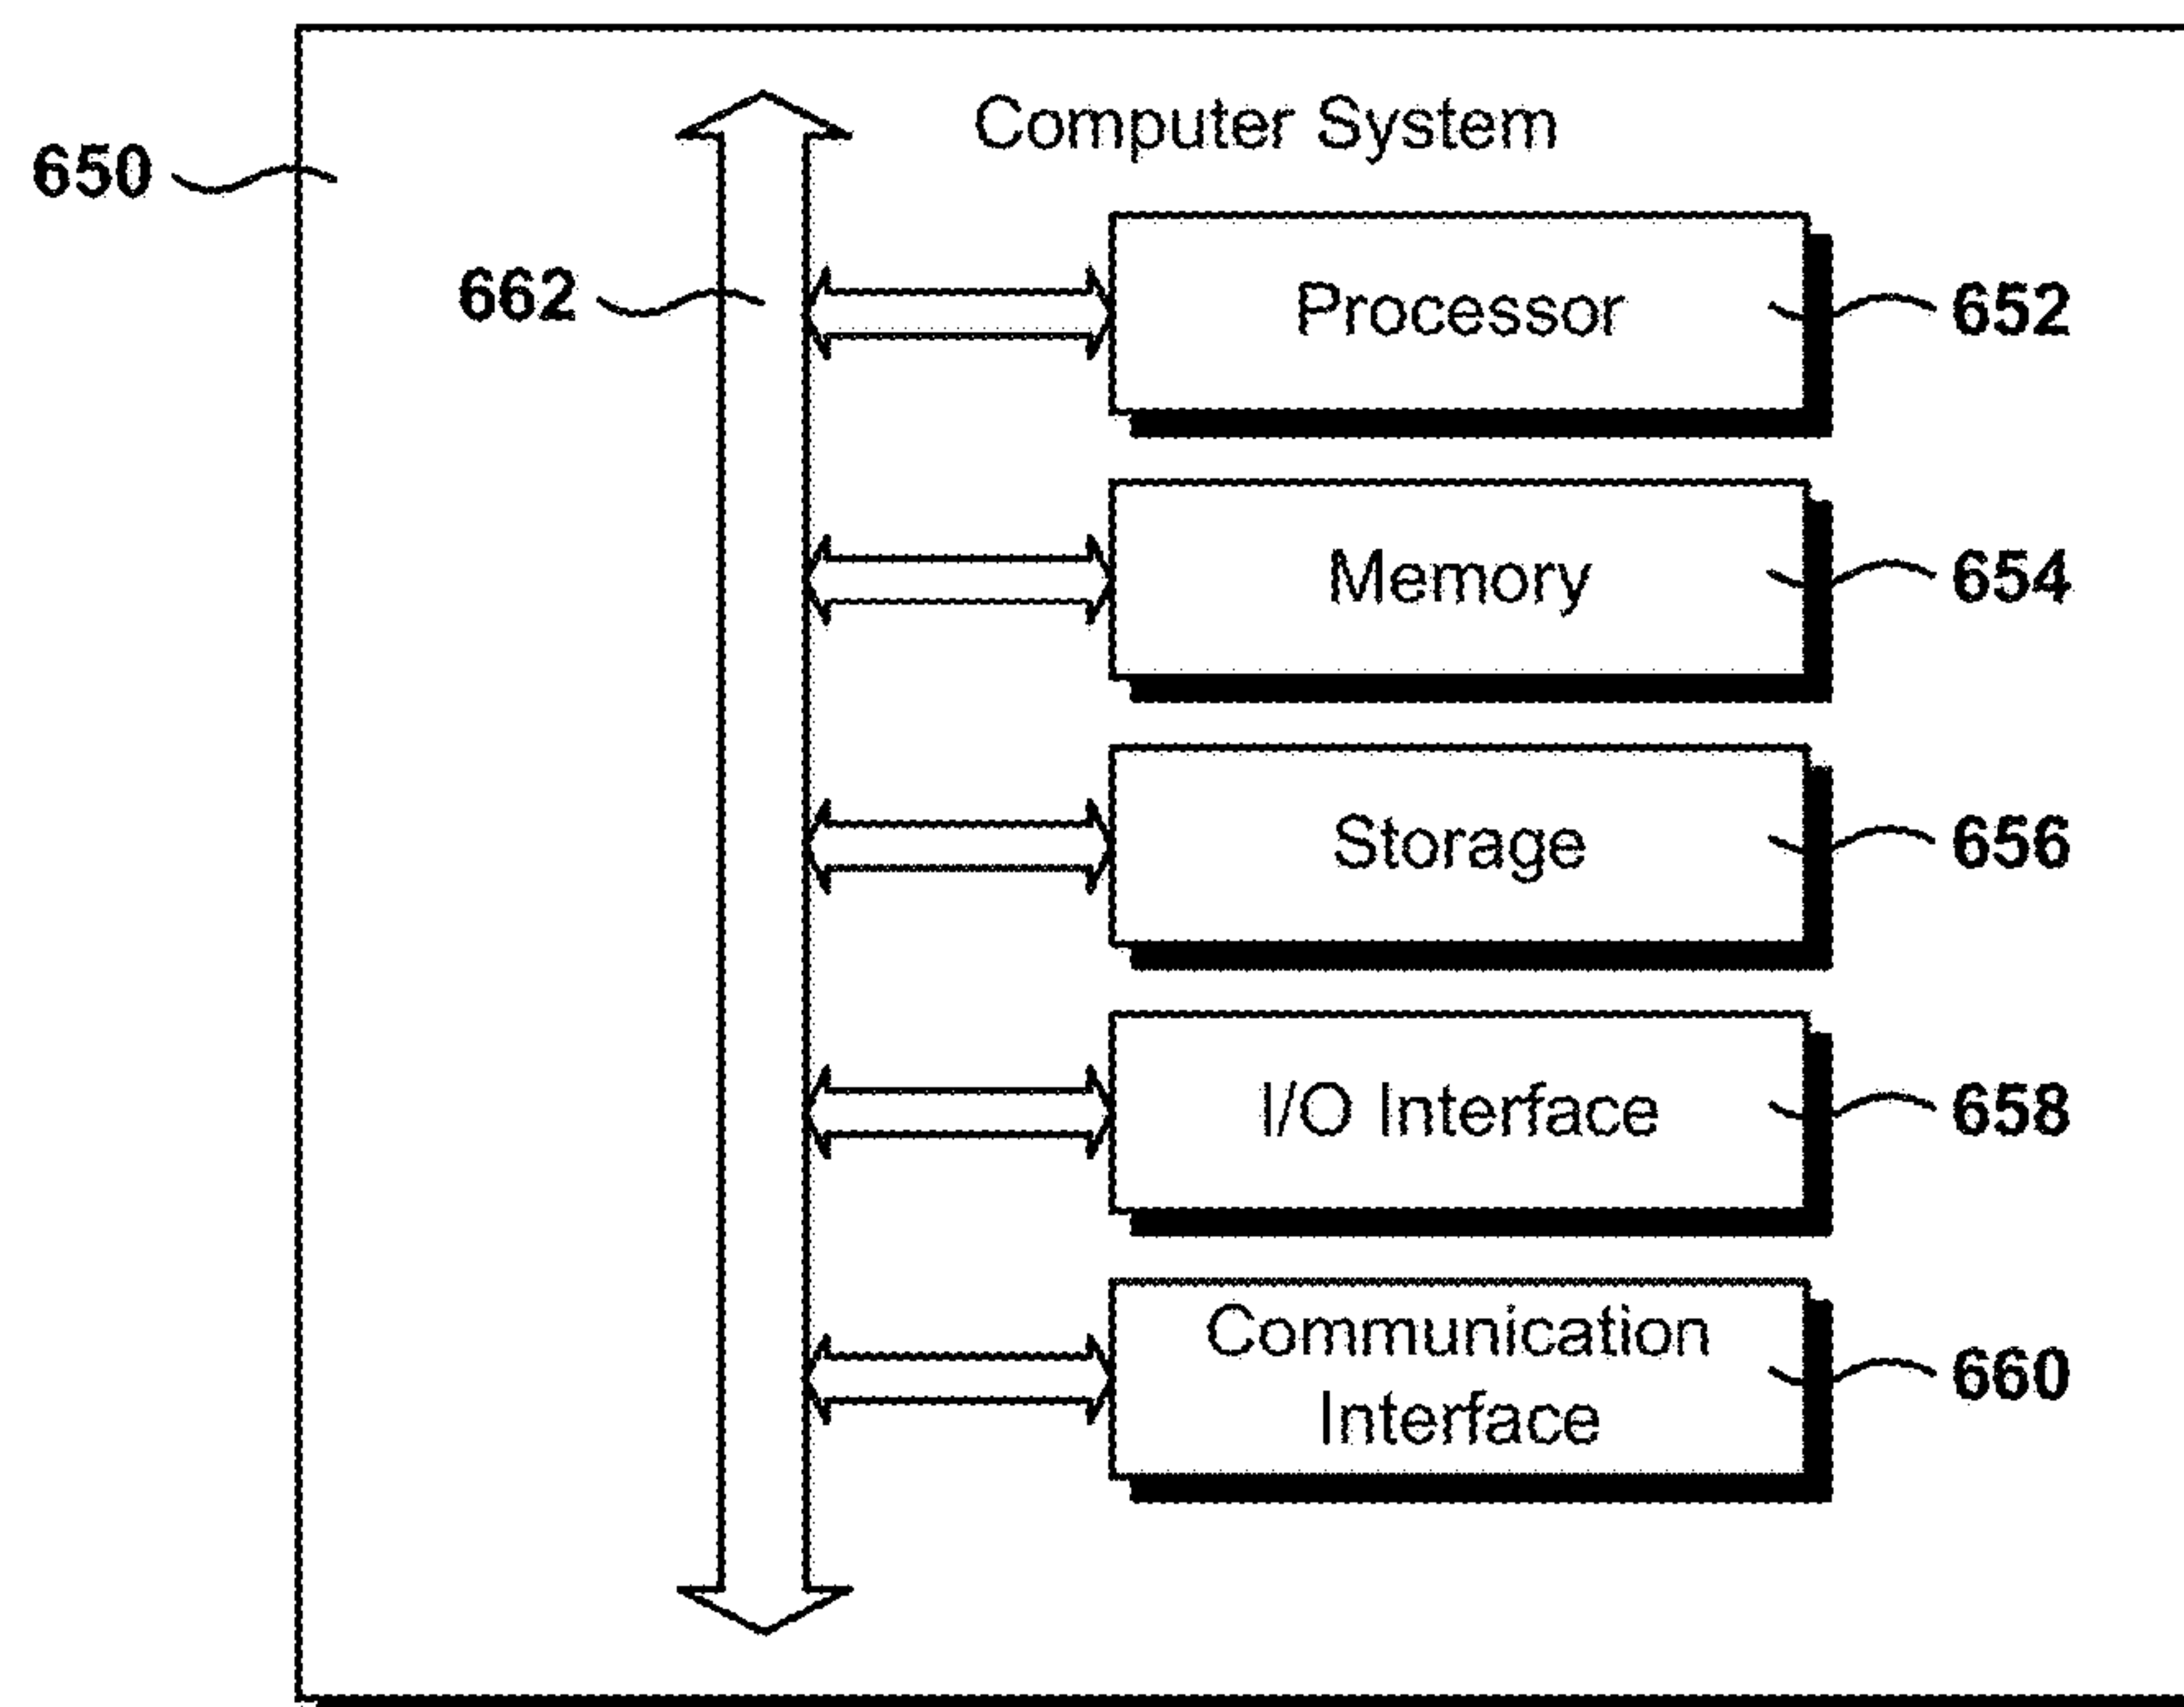 Computer System
650
662
Processor
652
Memory
654
Storage
656
I/O Interface
658
Communication
Interface
660